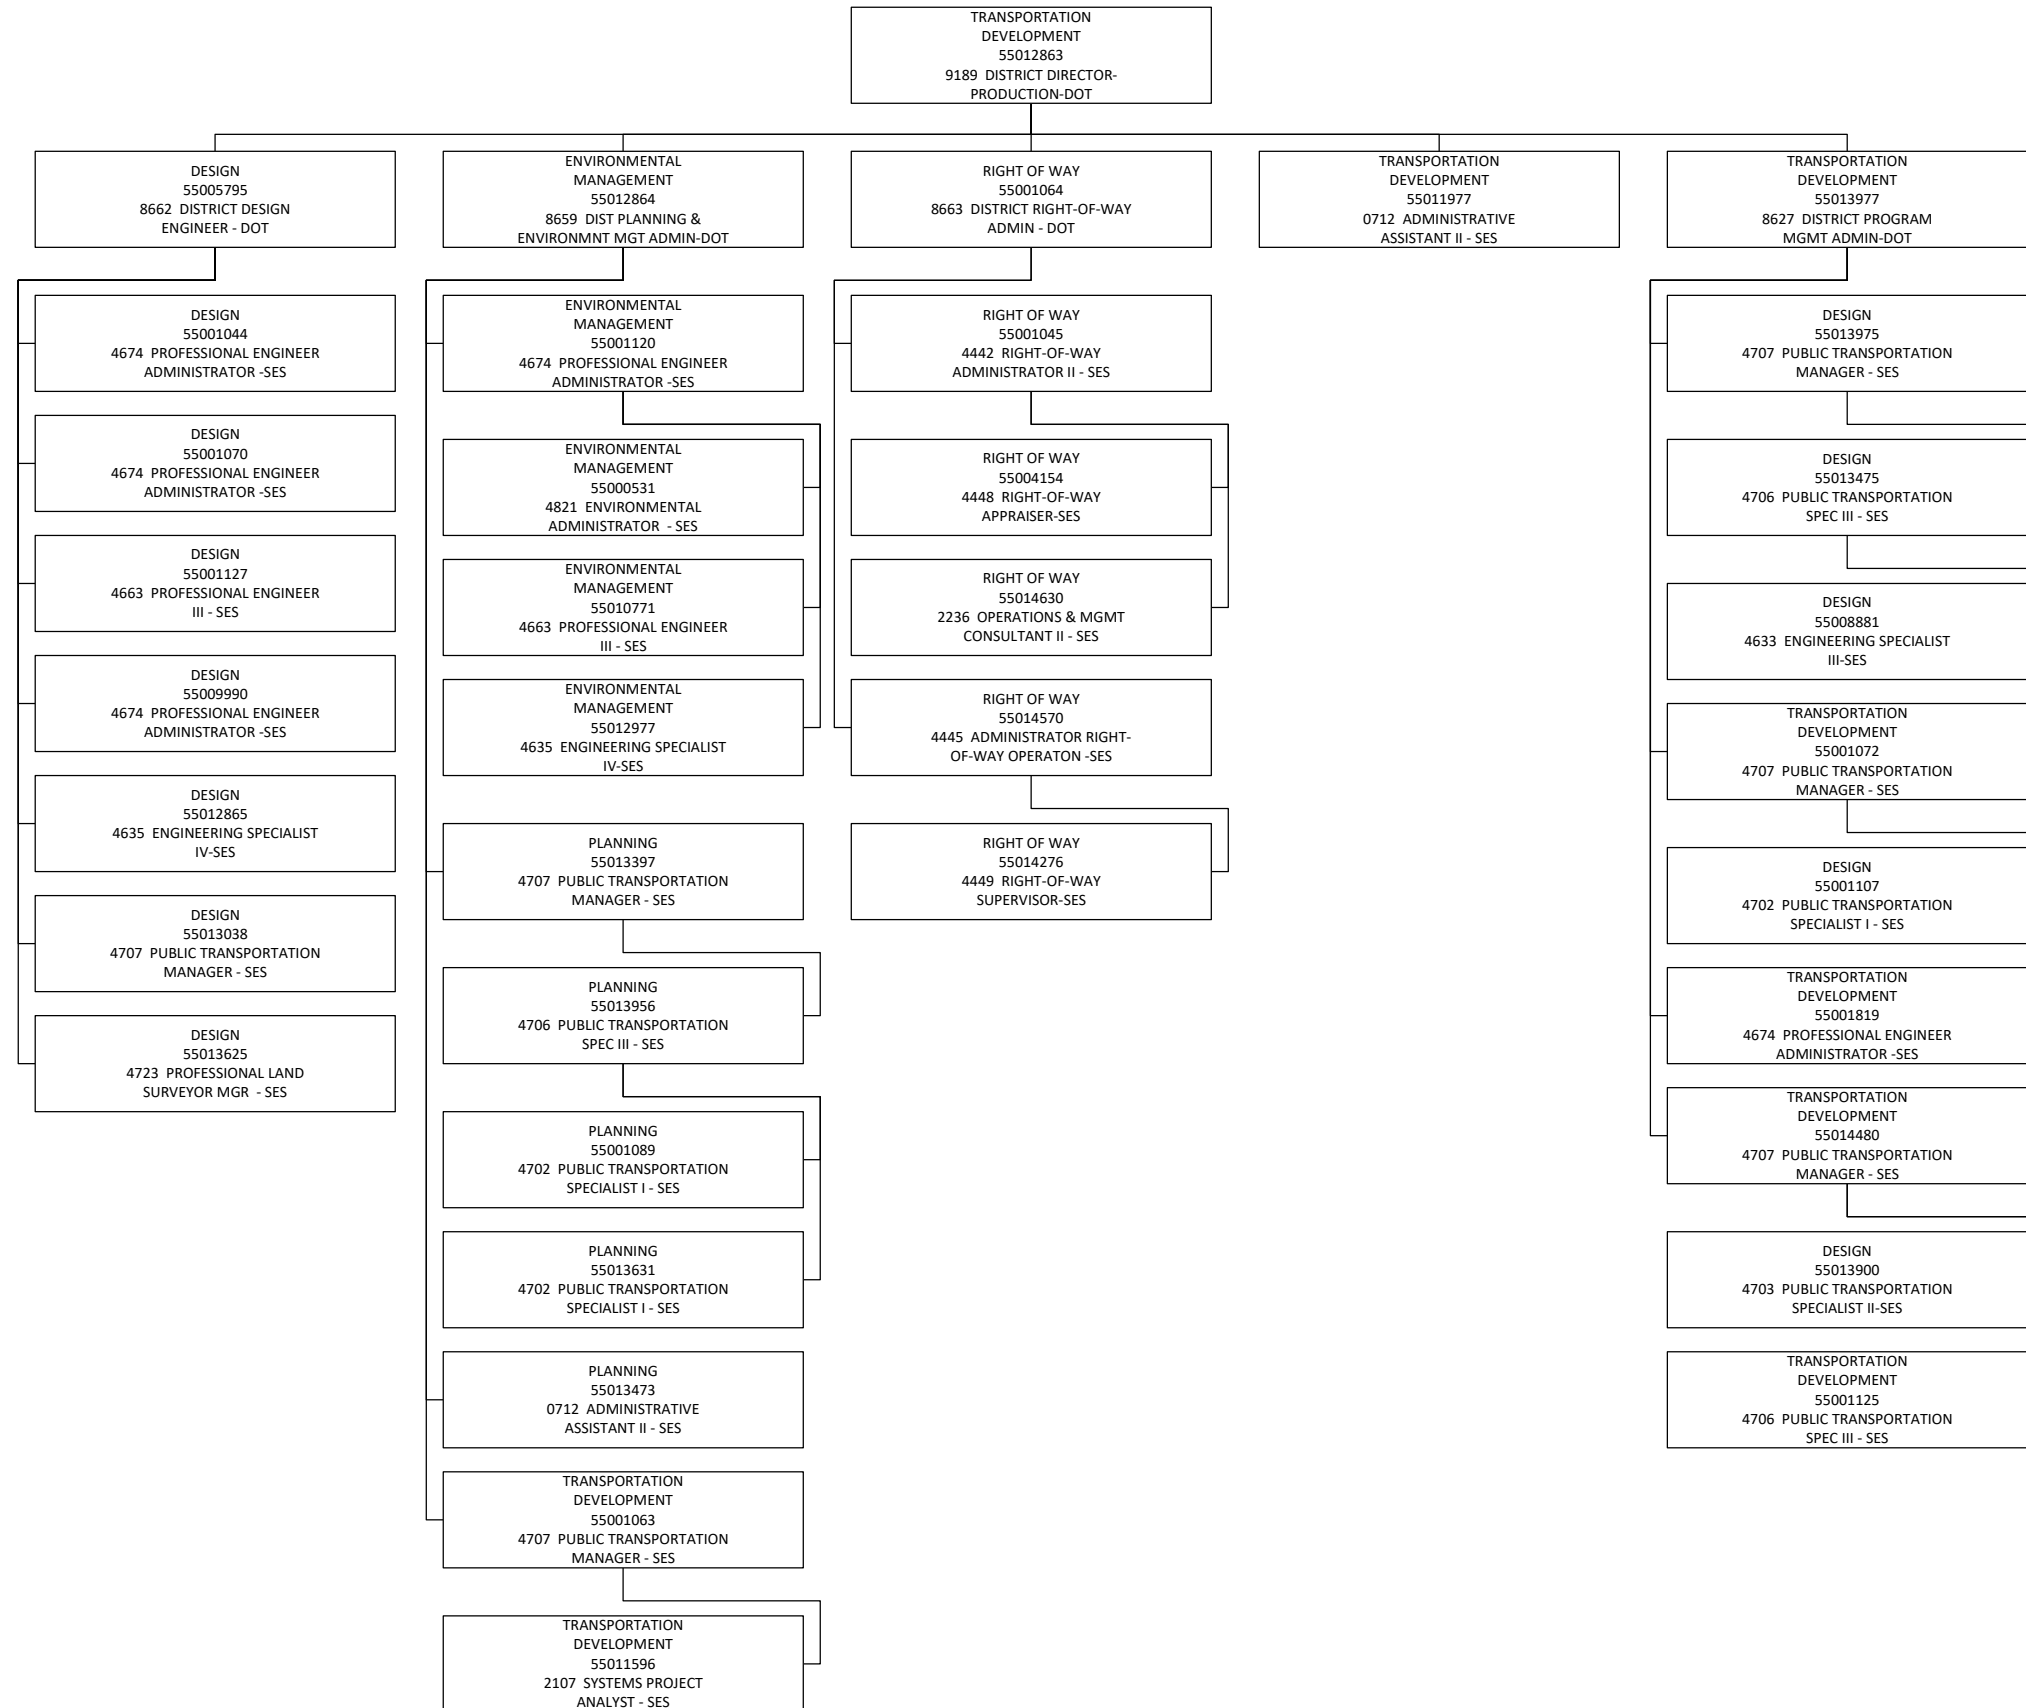 TRANSPORTATION
DEVELOPMENT
55012863
9189 DISTRICT DIRECTOR-
PRODUCTION-DOT
DESIGN
55005795
8662 DISTRICT DESIGN
ENGINEER - DOT
DESIGN
55001044
4674 PROFESSIONAL ENGINEER
ADMINISTRATOR -SES
DESIGN
55001070
4674 PROFESSIONAL ENGINEER
ADMINISTRATOR -SES
DESIGN
55001127
4663 PROFESSIONAL ENGINEER
III - SES
DESIGN
55009990
4674 PROFESSIONAL ENGINEER
ADMINISTRATOR -SES
DESIGN
55012865
4635 ENGINEERING SPECIALIST
IV-SES
DESIGN
55013038
4707 PUBLIC TRANSPORTATION
MANAGER - SES
DESIGN
55013625
4723 PROFESSIONAL LAND
SURVEYOR MGR - SES
ENVIRONMENTAL
MANAGEMENT
55012864
8659 DIST PLANNING &
ENVIRONMNT MGT ADMIN-DOT
ENVIRONMENTAL
MANAGEMENT
55001120
4674 PROFESSIONAL ENGINEER
ADMINISTRATOR -SES
ENVIRONMENTAL
MANAGEMENT
55000531
4821 ENVIRONMENTAL
ADMINISTRATOR - SES
ENVIRONMENTAL
MANAGEMENT
55010771
4663 PROFESSIONAL ENGINEER
III - SES
ENVIRONMENTAL
MANAGEMENT
55012977
4635 ENGINEERING SPECIALIST
IV-SES
PLANNING
55013397
4707 PUBLIC TRANSPORTATION
MANAGER - SES
PLANNING
55013956
4706 PUBLIC TRANSPORTATION
SPEC III - SES
PLANNING
55001089
4702 PUBLIC TRANSPORTATION
SPECIALIST I - SES
PLANNING
55013631
4702 PUBLIC TRANSPORTATION
SPECIALIST I - SES
PLANNING
55013473
0712 ADMINISTRATIVE
ASSISTANT II - SES
TRANSPORTATION
DEVELOPMENT
55001063
4707 PUBLIC TRANSPORTATION
MANAGER - SES
TRANSPORTATION
DEVELOPMENT
55011596
2107 SYSTEMS PROJECT
ANALYST - SES
RIGHT OF WAY
55001064
8663 DISTRICT RIGHT-OF-WAY
ADMIN - DOT
RIGHT OF WAY
55001045
4442 RIGHT-OF-WAY
ADMINISTRATOR II - SES
RIGHT OF WAY
55004154
4448 RIGHT-OF-WAY
APPRAISER-SES
RIGHT OF WAY
55014630
2236 OPERATIONS & MGMT
CONSULTANT II - SES
RIGHT OF WAY
55014570
4445 ADMINISTRATOR RIGHT-
OF-WAY OPERATON -SES
RIGHT OF WAY
55014276
4449 RIGHT-OF-WAY
SUPERVISOR-SES
TRANSPORTATION
DEVELOPMENT
55011977
0712 ADMINISTRATIVE
ASSISTANT II - SES
TRANSPORTATION
DEVELOPMENT
55013977
8627 DISTRICT PROGRAM
MGMT ADMIN-DOT
DESIGN
55013975
4707 PUBLIC TRANSPORTATION
MANAGER - SES
DESIGN
55013475
4706 PUBLIC TRANSPORTATION
SPEC III - SES
DESIGN
55008881
4633 ENGINEERING SPECIALIST
III-SES
TRANSPORTATION
DEVELOPMENT
55001072
4707 PUBLIC TRANSPORTATION
MANAGER - SES
DESIGN
55001107
4702 PUBLIC TRANSPORTATION
SPECIALIST I - SES
TRANSPORTATION
DEVELOPMENT
55001819
4674 PROFESSIONAL ENGINEER
ADMINISTRATOR -SES
TRANSPORTATION
DEVELOPMENT
55014480
4707 PUBLIC TRANSPORTATION
MANAGER - SES
DESIGN
55013900
4703 PUBLIC TRANSPORTATION
SPECIALIST II-SES
TRANSPORTATION
DEVELOPMENT
55001125
4706 PUBLIC TRANSPORTATION
SPEC III - SES